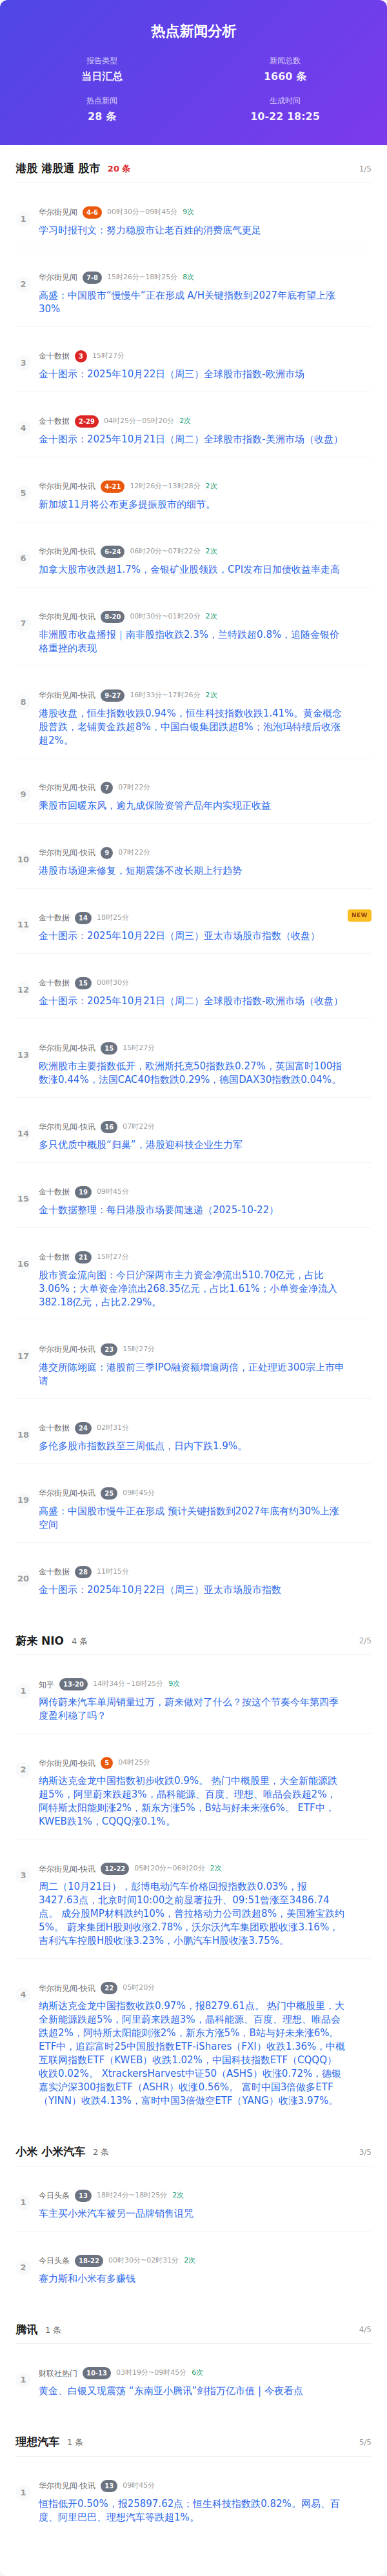 热点新闻分析
报告类型
当日汇总
新闻总数
1660 条
热点新闻
28 条
生成时间
10-22 18:25
港股 港股通 股市 20 条 1/5
1
华尔街见闻 4-6 00时30分~09时45分 9次
学习时报刊文：努力稳股市让老百姓的消费底气更足
2
华尔街见闻 7-8 15时26分~18时25分 8次
高盛：中国股市“慢慢牛”正在形成 A/H关键指数到2027年底有望上涨
30%
3
金十数据 3 15时27分
金十图示：2025年10月22日（周三）全球股市指数-欧洲市场
4
金十数据 2-29 04时25分~05时20分 2次
金十图示：2025年10月21日（周二）全球股市指数-美洲市场（收盘）
5
华尔街见闻-快讯 4-21 12时26分~13时28分 2次
新加坡11月将公布更多提振股市的细节。
6
华尔街见闻-快讯 6-24 06时20分~07时22分 2次
加拿大股市收跌超1.7%，金银矿业股领跌，CPI发布日加债收益率走高
7
华尔街见闻-快讯 8-20 00时30分~01时20分 2次
非洲股市收盘播报｜南非股指收跌2.3%，兰特跌超0.8%，追随金银价
格重挫的表现
8
华尔街见闻-快讯 9-27 16时33分~17时26分 2次
港股收盘，恒生指数收跌0.94%，恒生科技指数收跌1.41%。黄金概念
股普跌，老铺黄金跌超8%，中国白银集团跌超8%；泡泡玛特绩后收涨
超2%。
9
华尔街见闻-快讯 7 07时22分
乘股市回暖东风，逾九成保险资管产品年内实现正收益
10
华尔街见闻-快讯 9 07时22分
港股市场迎来修复，短期震荡不改长期上行趋势
11
金十数据 14 18时25分 NEW
金十图示：2025年10月22日（周三）亚太市场股市指数（收盘）
12
金十数据 15 00时30分
金十图示：2025年10月21日（周二）全球股市指数-欧洲市场（收盘）
13
华尔街见闻-快讯 15 15时27分
欧洲股市主要指数低开，欧洲斯托克50指数跌0.27%，英国富时100指
数涨0.44%，法国CAC40指数跌0.29%，德国DAX30指数跌0.04%。
14
华尔街见闻-快讯 16 07时22分
多只优质中概股“归巢”，港股迎科技企业生力军
15
金十数据 19 09时45分
金十数据整理：每日港股市场要闻速递（2025-10-22）
16
金十数据 21 15时27分
股市资金流向图：今日沪深两市主力资金净流出510.70亿元，占比
3.06%；大单资金净流出268.35亿元，占比1.61%；小单资金净流入
382.18亿元，占比2.29%。
17
华尔街见闻-快讯 23 15时27分
港交所陈翊庭：港股前三季IPO融资额增逾两倍，正处理近300宗上市申
请
18
金十数据 24 02时31分
多伦多股市指数跌至三周低点，日内下跌1.9%。
19
华尔街见闻-快讯 25 09时45分
高盛：中国股市慢牛正在形成 预计关键指数到2027年底有约30%上涨
空间
20
金十数据 28 11时15分
金十图示：2025年10月22日（周三）亚太市场股市指数
蔚来 NIO 4 条 2/5
1
知乎 13-20 14时34分~18时25分 9次
网传蔚来汽车单周销量过万，蔚来做对了什么？按这个节奏今年第四季
度盈利稳了吗？
2
华尔街见闻-快讯 5 04时25分
纳斯达克金龙中国指数初步收跌0.9%。 热门中概股里，大全新能源跌
超5%，阿里蔚来跌超3%，晶科能源、百度、理想、唯品会跌超2%，
阿特斯太阳能则涨2%，新东方涨5%，B站与好未来涨6%。 ETF中，
KWEB跌1%，CQQQ涨0.1%。
3
华尔街见闻-快讯 12-22 05时20分~06时20分 2次
周二（10月21日），彭博电动汽车价格回报指数跌0.03%，报
3427.63点，北京时间10:00之前显著拉升、09:51曾涨至3486.74
点。 成分股MP材料跌约10%，普拉格动力公司跌超8%，美国雅宝跌约
5%。 蔚来集团H股则收涨2.78%，沃尔沃汽车集团欧股收涨3.16%，
吉利汽车控股H股收涨3.23%，小鹏汽车H股收涨3.75%。
4
华尔街见闻-快讯 22 05时20分
纳斯达克金龙中国指数收跌0.97%，报8279.61点。 热门中概股里，大
全新能源跌超5%，阿里蔚来跌超3%，晶科能源、百度、理想、唯品会
跌超2%，阿特斯太阳能则涨2%，新东方涨5%，B站与好未来涨6%。
ETF中，追踪富时25中国股指数ETF-iShares（FXI）收跌1.36%，中概
互联网指数ETF（KWEB）收跌1.02%，中国科技指数ETF（CQQQ）
收跌0.02%。 XtrackersHarvest中证50（ASHS）收涨0.72%，德银
嘉实沪深300指数ETF（ASHR）收涨0.56%。 富时中国3倍做多ETF
（YINN）收跌4.13%，富时中国3倍做空ETF（YANG）收涨3.97%。
小米 小米汽车 2 条 3/5
1
今日头条 13 18时24分~18时25分 2次
车主买小米汽车被另一品牌销售诅咒
2
今日头条 18-22 00时30分~02时31分 2次
赛力斯和小米有多赚钱
腾讯 1 条 4/5
1
财联社热门 10-13 03时19分~09时45分 6次
黄金、白银又现震荡 “东南亚小腾讯”剑指万亿市值 | 今夜看点
理想汽车 1 条 5/5
1
华尔街见闻-快讯 13 09时45分
恒指低开0.50%，报25897.62点；恒生科技指数跌0.82%。网易、百
度、阿里巴巴、理想汽车等跌超1%。